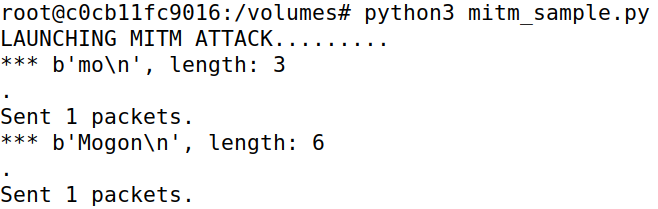 root@c0cb11fc9016:/volumes# python3 mitm_sample.py
LAUNCHING MITM ATTACK.........
*** b'mo\n', length: 3
.
Sent 1 packets.
*** b'Mogon\n', length: 6
.
Sent 1 packets.